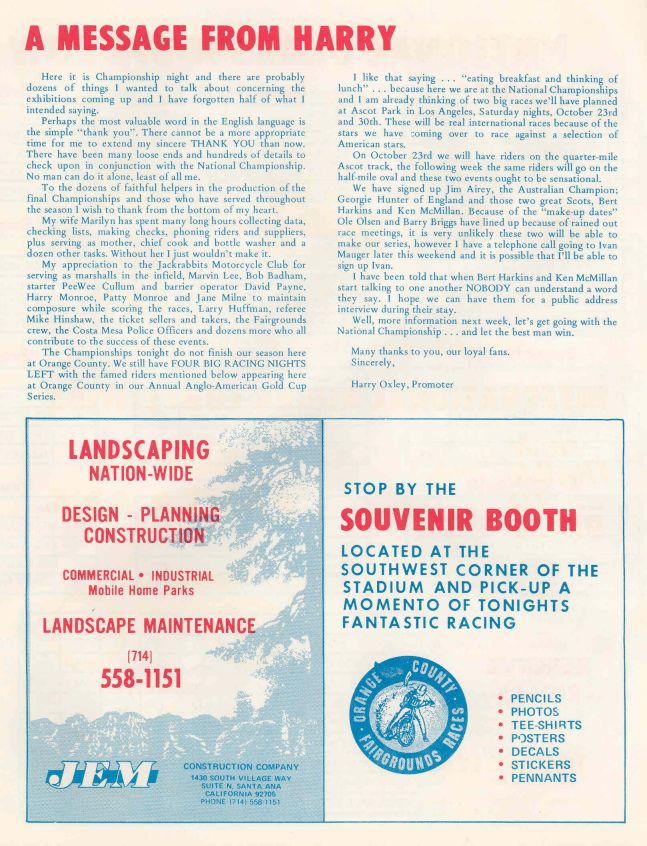 A MESSAGE FROM HARRY
Here it is Championship night and there are probably
dozens of things I wanted to talk about concerning the
exhibitions coming up and I have forgotten half of what I
intended saying.
Perhaps the most valuable word in the English language is
the simple "thank you". There cannot be a more appropriate
time for me to extend my sincere THANK YOU than now.
There have been many loose ends and hundreds of details to
check upon in conjunction with the National Championship.
No man can do it alone, least of all me.
To the dozens of faithful helpers in the production of the
final Championships and those who have served throughout
the season I wish to thank from the bottom of my heart.
My wife Marilyn has spent many long hours collecting data,
checking lists, making checks, phoning riders and suppliers,
plus serving as mother, chief cook and bottle washer and a
dozen other tasks. Without her I just wouldn't make it.
My appreciation to the Jackrabbits Motorcycle Club for
serving as marshalls in the infield, Marvin Lee, Bob Badham,
starter PeeWee Cullum and barrier operator David Payne,
Harry Monroe, Patty Monroe and Jane Milne to maintain
composure while scoring the races, Larry Huffman, referee
Mike Hinshaw, the ticket sellers and takers, the Fairgrounds
crew, the Costa Mesa Police Officers and dozens more who all
contribute to the success of these events.
The Championships tonight do not finish our season here
at Orange County. We still have FOUR BIG RACING NIGHTS
LEFT with the famed riders mentioned below appearing here
at Orange County in our Annual Anglo-American Gold Cup
Series.
I like that saying . . . "eating breakfast and thinking of
lunch" . . . because here we are at the National Championships
and I am already thinking of two big races we'll have planned
at Ascot Park in Los Angeles, Saturday nights, October 23rd
and 30th. These will be real international races because of the
stars we have coming over to race against a selection of
American stars.
On October 23rd we will have riders on the quarter-mile
Ascot track, the following week the same riders will go on the
half-mile oval and these two events ought to be sensational.
We have signed up Jim Airey, the Australian Champion;
Georgie Hunter of England and those two great Scots, Bert
Harkins and Ken McMillan. Because of the "make-up dates"
Ole Olsen and Barry Briggs have lined up because of rained out
race meetings, it is very unlikely these two will be able to
make our series, however I have a telephone call going to Ivan
Mauger later this weekend and it is possible that I'll be able to
sign up Ivan.
I have been told that when Bert Harkins and Ken McMillan
start talking to one another NOBODY can understand a word
they say. I hope we can have them for a public address
interview during their stay.
Well, more information next week, let's get going with the
National Championship . . . and let the best man win.
Many thanks to you, our loyal fans.
Sincerely,
Harry Oxley, Promoter
LANDSCAPING
NATION-WIDE
DESIGN - PLANNING
CONSTRUCTION
COMMERCIAL • INDUSTRIAL
Mobile Home Parks
LANDSCAPE MAINTENANCE
(714)
558-1151
JEM
CONSTRUCTION COMPANY
1430 SOUTH VILLAGE WAY
SUITE N, SANTA ANA
CALIFORNIA 92705
PHONE (714) 558-1151
STOP BY THE
SOUVENIR BOOTH
LOCATED AT THE
SOUTHWEST CORNER OF THE
STADIUM AND PICK-UP A
MOMENTO OF TONIGHTS
FANTASTIC RACING
ORANGE COUNTY
FAIRGROUNDS RACES
• PENCILS
• PHOTOS
• TEE-SHIRTS
• POSTERS
• DECALS
• STICKERS
• PENNANTS